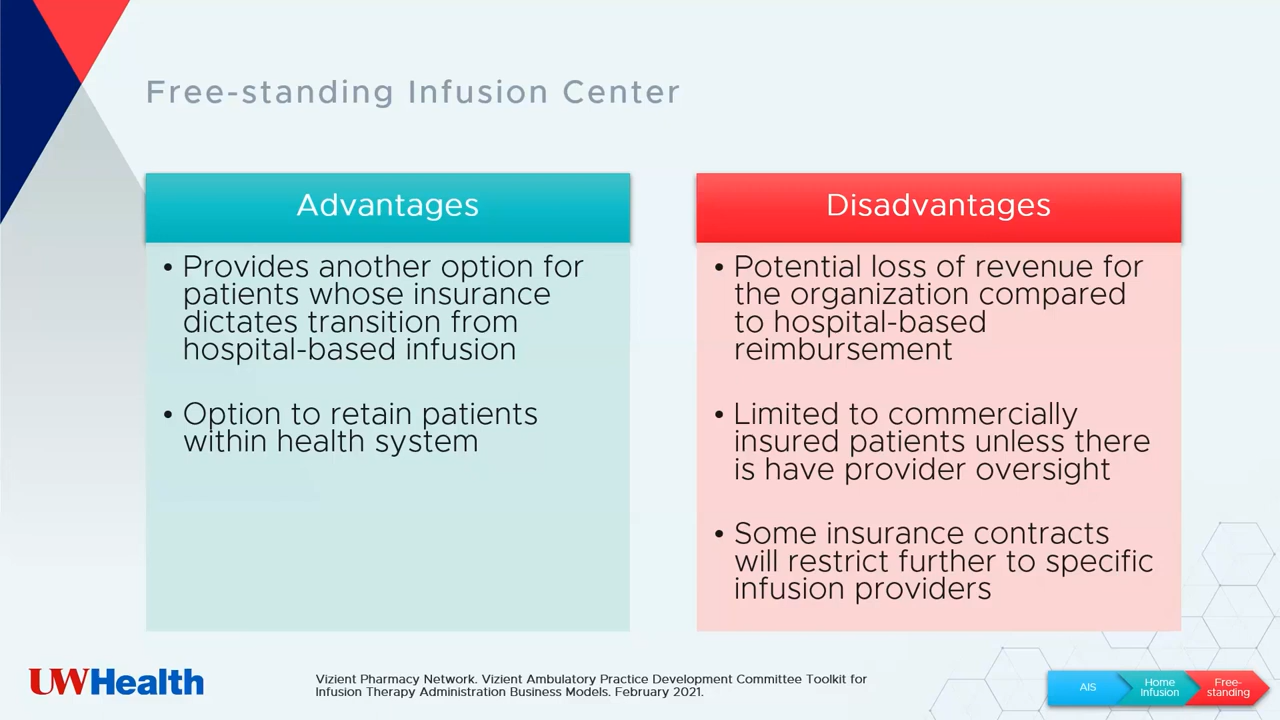 Free-standing Infusion Center
Advantages
• Provides another option for
patients whose insurance
dictates transition from
hospital-based infusion
• Option to retain patients
within health system
Disadvantages
• Potential loss of revenue for
the organization compared
to hospital-based
reimbursement
• Limited to commercially
insured patients unless there
is have provider oversight
• Some insurance contracts
will restrict further to specific
infusion providers
UWHealth
Vizient Pharmacy Network. Vizient Ambulatory Practice Development Committee Toolkit for
Infusion Therapy Administration Business Models. February 2021.
AIS
Home
Infusion
Free-
standing